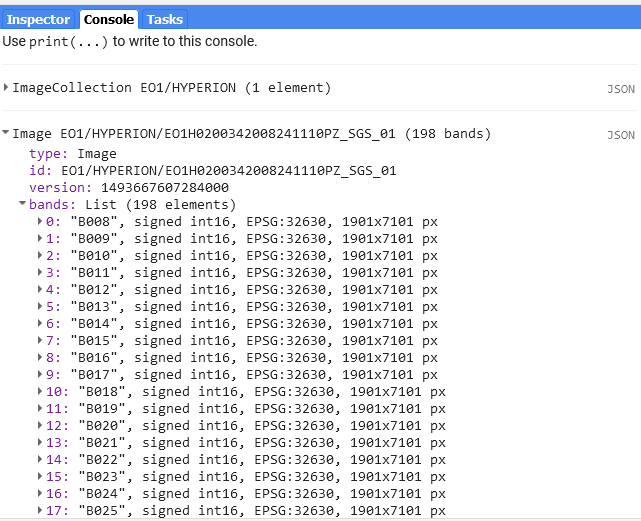 Inspector Console Tasks
Use print(...) to write to this console.
ImageCollection EO1/HYPERION (1 element) JSON
Image EO1/HYPERION/EO1H0200342008241110PZ_SGS_01 (198 bands) JSON
type: Image
id: EO1/HYPERION/EO1H0200342008241110PZ_SGS_01
version: 1493667607284000
bands: List (198 elements)
0: "B008", signed int16, EPSG:32630, 1901x7101 px
1: "B009", signed int16, EPSG:32630, 1901x7101 px
2: "B010", signed int16, EPSG:32630, 1901x7101 px
3: "B011", signed int16, EPSG:32630, 1901x7101 px
4: "B012", signed int16, EPSG:32630, 1901x7101 px
5: "B013", signed int16, EPSG:32630, 1901x7101 px
6: "B014", signed int16, EPSG:32630, 1901x7101 px
7: "B015", signed int16, EPSG:32630, 1901x7101 px
8: "B016", signed int16, EPSG:32630, 1901x7101 px
9: "B017", signed int16, EPSG:32630, 1901x7101 px
10: "B018", signed int16, EPSG:32630, 1901x7101 px
11: "B019", signed int16, EPSG:32630, 1901x7101 px
12: "B020", signed int16, EPSG:32630, 1901x7101 px
13: "B021", signed int16, EPSG:32630, 1901x7101 px
14: "B022", signed int16, EPSG:32630, 1901x7101 px
15: "B023", signed int16, EPSG:32630, 1901x7101 px
16: "B024", signed int16, EPSG:32630, 1901x7101 px
17: "B025", signed int16, EPSG:32630, 1901x7101 px